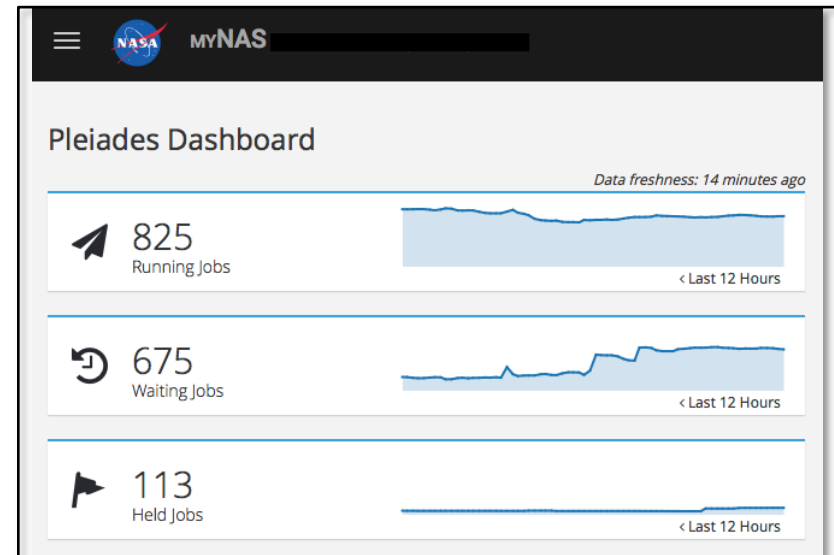 NASA
MYNAS
Pleiades Dashboard
Data freshness: 14 minutes ago
825
Running Jobs
< Last 12 Hours
675
Waiting Jobs
< Last 12 Hours
113
Held Jobs
< Last 12 Hours